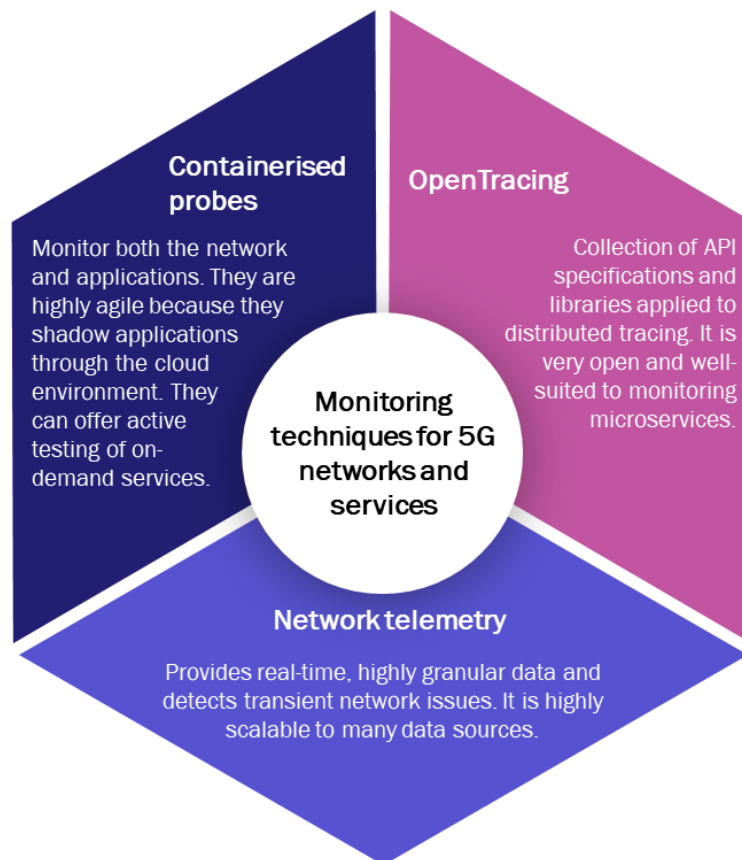 Containerised
probes
Monitor both the network
and applications. They are
highly agile because they
shadow applications
through the cloud
environment. They
can offer active
testing of on-
demand services.
OpenTracing
Collection of API
specifications and
libraries applied to
distributed tracing. It is
very open and well-
suited to monitoring
microservices.
Monitoring
techniques for 5G
networks and
services
Network telemetry
Provides real-time, highly granular data and
detects transient network issues. It is highly
scalable to many data sources.